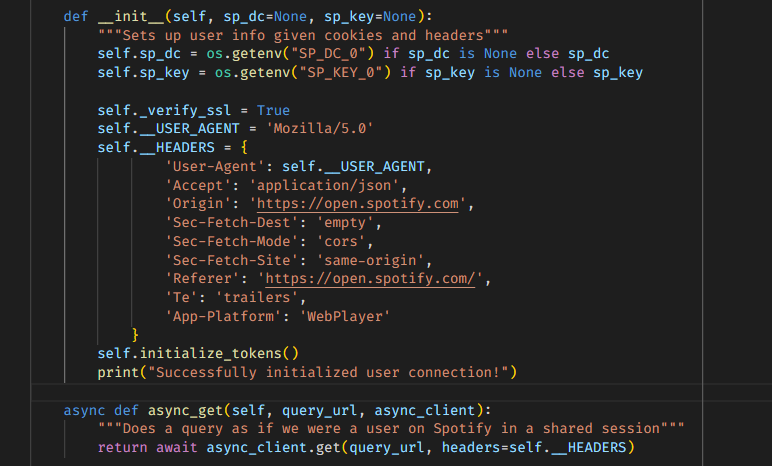 def __init__(self, sp_dc=None, sp_key=None):
"""Sets up user info given cookies and headers"""
self.sp_dc = os.getenv("SP_DC_0") if sp_dc is None else sp_dc
self.sp_key = os.getenv("SP_KEY_0") if sp_key is None else sp_key
self._verify_ssl = True
self.__USER_AGENT = 'Mozilla/5.0'
self.__HEADERS = {
'User-Agent': self.__USER_AGENT,
'Accept': 'application/json',
'Origin': 'https://open.spotify.com',
'Sec-Fetch-Dest': 'empty',
'Sec-Fetch-Mode': 'cors',
'Sec-Fetch-Site': 'same-origin',
'Referer': 'https://open.spotify.com/',
'Te': 'trailers',
'App-Platform': 'WebPlayer'
}
self.initialize_tokens()
print("Successfully initialized user connection!")
async def async_get(self, query_url, async_client):
"""Does a query as if we were a user on Spotify in a shared session"""
return await async_client.get(query_url, headers=self.__HEADERS)